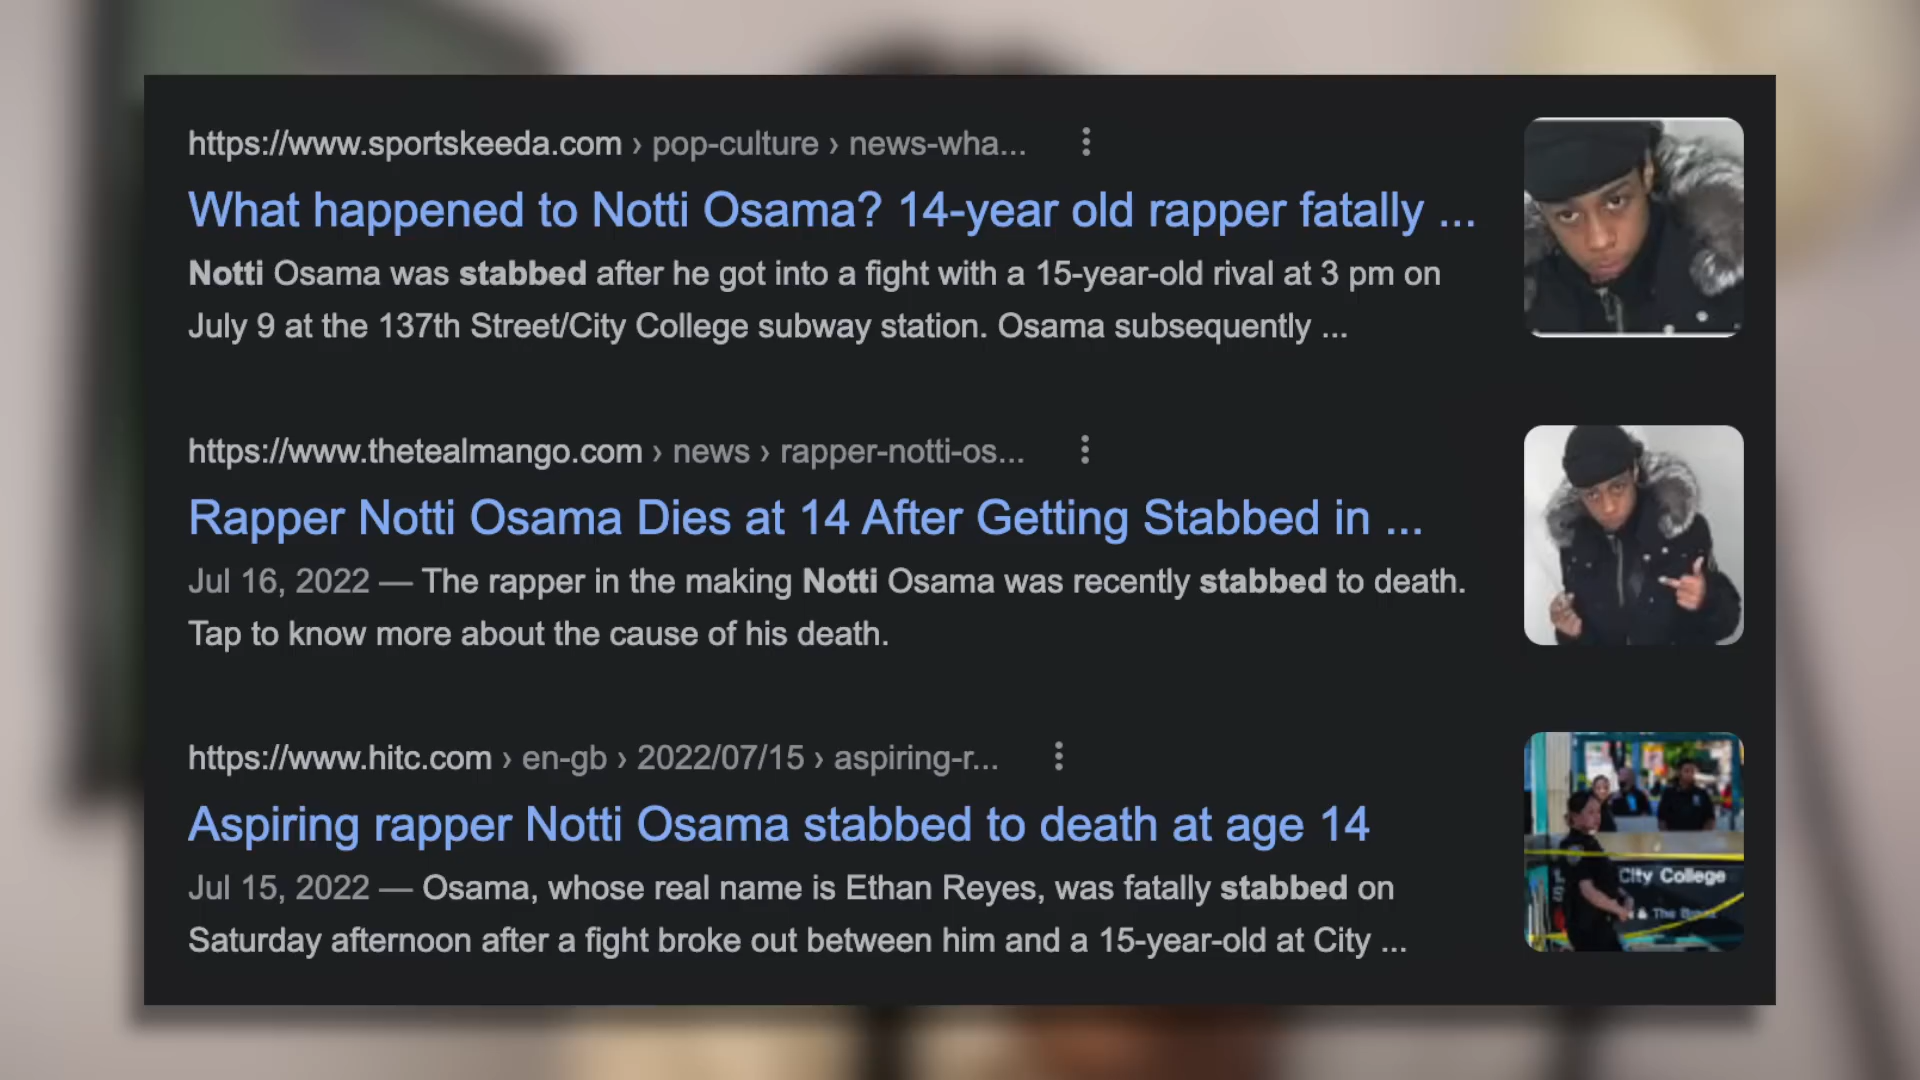 https://www.sportskeeda.com › pop-culture › news-wha...
What happened to Notti Osama? 14-year old rapper fatally ...
Notti Osama was stabbed after he got into a fight with a 15-year-old rival at 3 pm on
July 9 at the 137th Street/City College subway station. Osama subsequently ...
https://www.thetealmango.com › news › rapper-notti-os...
Rapper Notti Osama Dies at 14 After Getting Stabbed in ...
Jul 16, 2022 — The rapper in the making Notti Osama was recently stabbed to death.
Tap to know more about the cause of his death.
https://www.hitc.com › en-gb › 2022/07/15 › aspiring-r...
Aspiring rapper Notti Osama stabbed to death at age 14
Jul 15, 2022 — Osama, whose real name is Ethan Reyes, was fatally stabbed on
Saturday afternoon after a fight broke out between him and a 15-year-old at City ...
City College